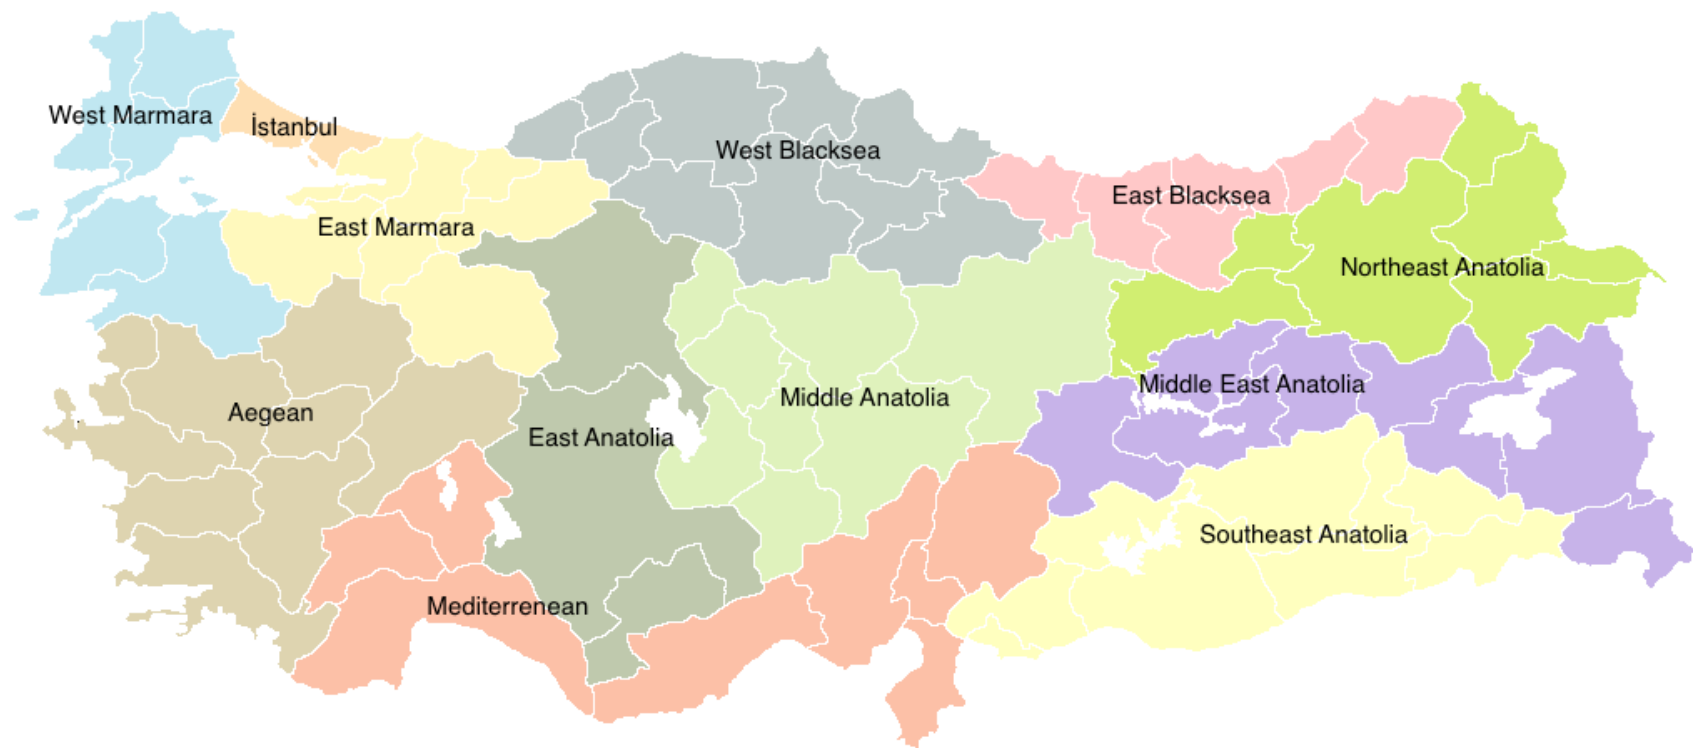 West Marmara
İstanbul
West Blacksea
East Blacksea
East Marmara
Northeast Anatolia
Middle East Anatolia
Middle Anatolia
Aegean
East Anatolia
Southeast Anatolia
Mediterrenean